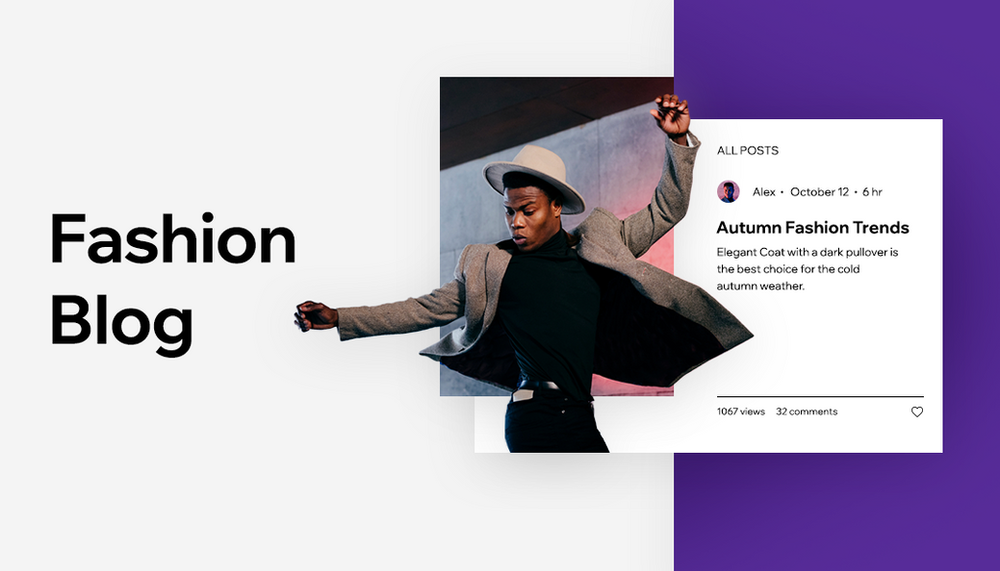 Fashion
Blog
ALL POSTS
Alex • October 12 • 6 hr
Autumn Fashion Trends
Elegant Coat with a dark pullover is
the best choice for the cold
autumn weather.
1067 views 32 comments